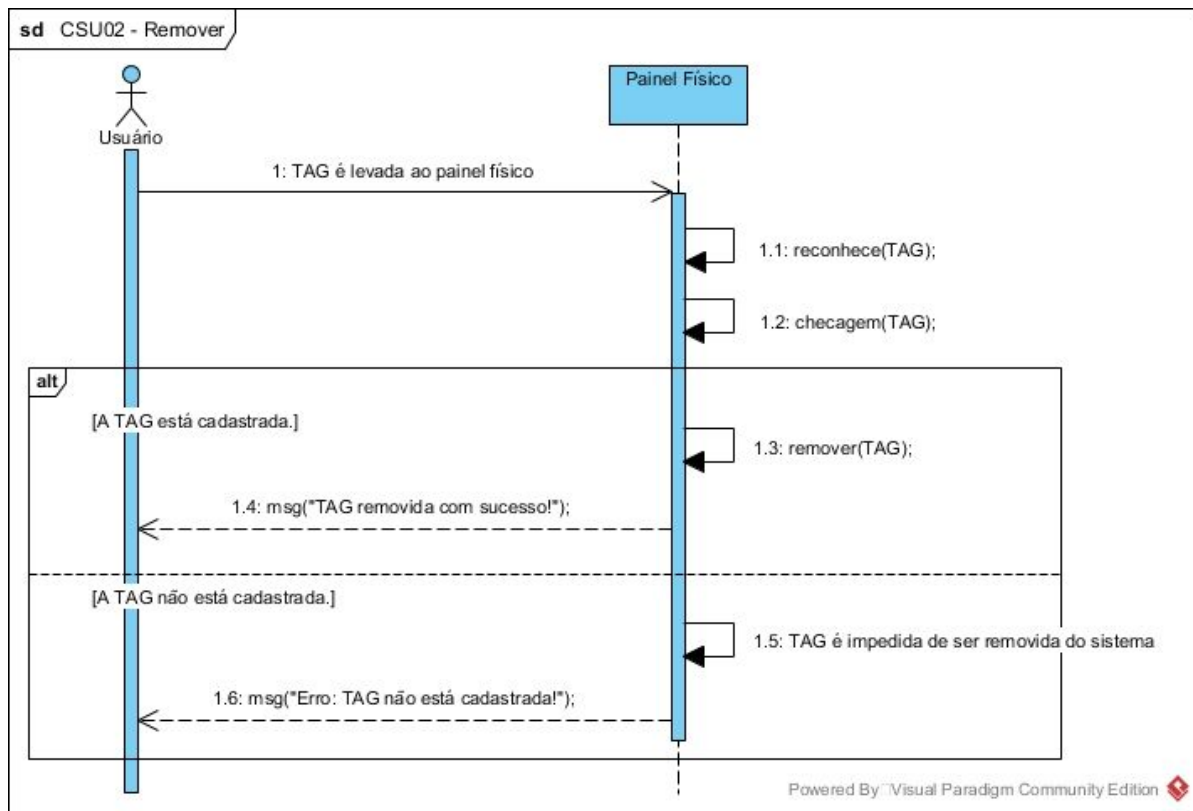 sd CSU02 - Remover
Painel Físico
Usuário
1: TAG é levada ao painel físico
1.1: reconhece(TAG);
1.2: checagem(TAG);
alt
[A TAG está cadastrada.]
1.3: remover(TAG);
1.4: msg("TAG removida com sucesso!");
[A TAG não está cadastrada.]
1.5: TAG é impedida de ser removida do sistema
1.6: msg("Erro: TAG não está cadastrada!");
Powered By Visual Paradigm Community Edition